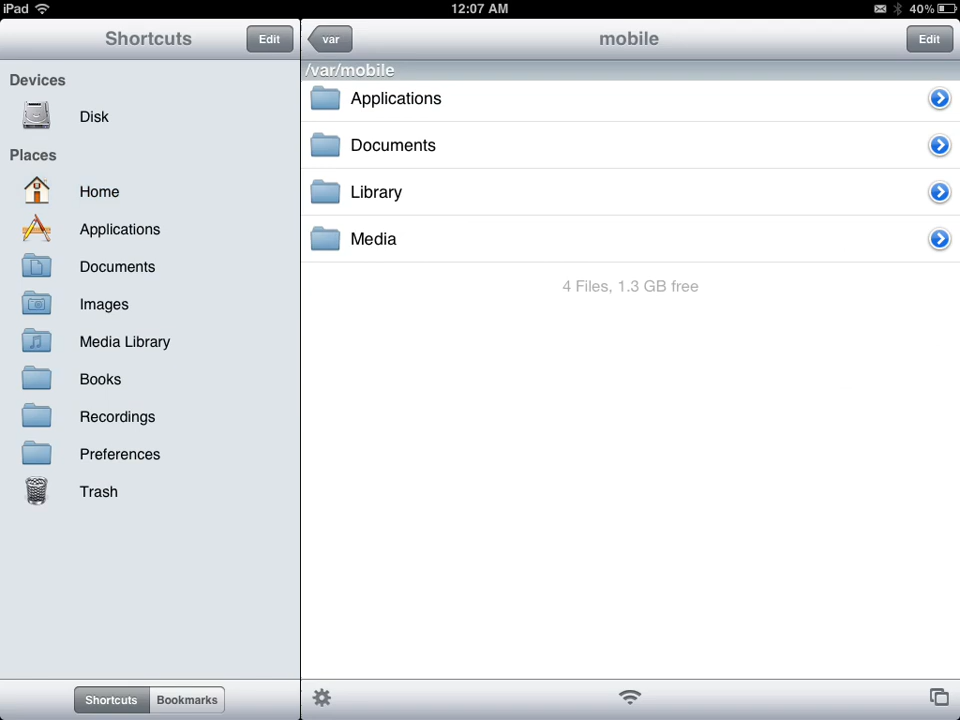 iPad 12:07 AM 40%
Shortcuts Edit
Devices
Disk
Places
Home
Applications
Documents
Images
Media Library
Books
Recordings
Preferences
Trash
Shortcuts Bookmarks
var mobile Edit
/var/mobile
Applications
Documents
Library
Media
4 Files, 1.3 GB free